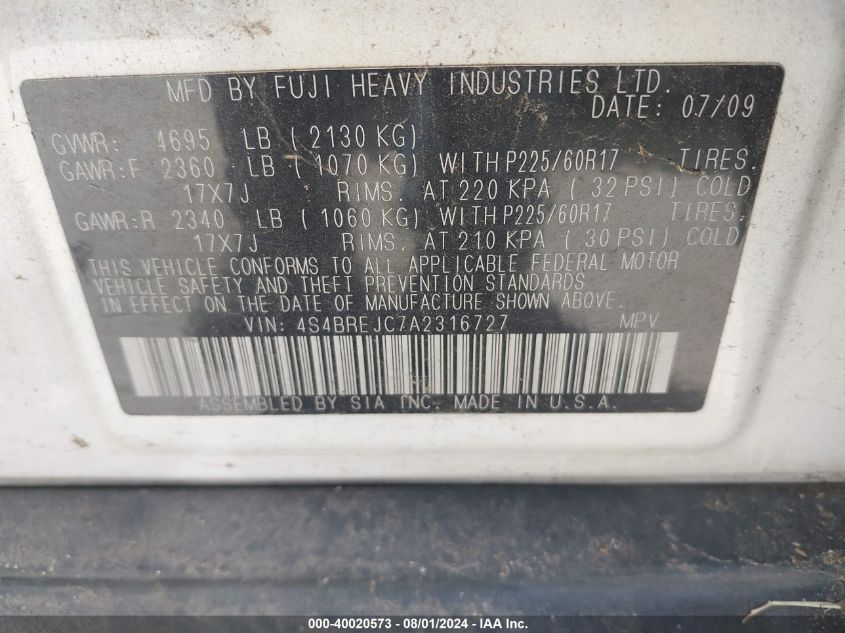 MFD BY FUJI HEAVY INDUSTRIES LTD.
DATE: 07/09
GVWR: 4695 LB ( 2130 KG)
GAWR:F 2360 LB ( 1070 KG) WITH P225/60R17 TIRES.
17X7J RIMS. AT 220 KPA ( 32 PSI) COLD
GAWR:R 2340 LB ( 1060 KG) WITH P225/60R17 TIRES.
17X7J RIMS. AT 210 KPA ( 30 PSI) COLD
THIS VEHICLE CONFORMS TO ALL APPLICABLE FEDERAL MOTOR
VEHICLE SAFETY AND THEFT PREVENTION STANDARDS
IN EFFECT ON THE DATE OF MANUFACTURE SHOWN ABOVE.
VIN: 4S4BREJC7A2316727 MPV
ASSEMBLED BY SIA INC. MADE IN U.S.A.
000-40020573 - 08/01/2024 - IAA Inc.